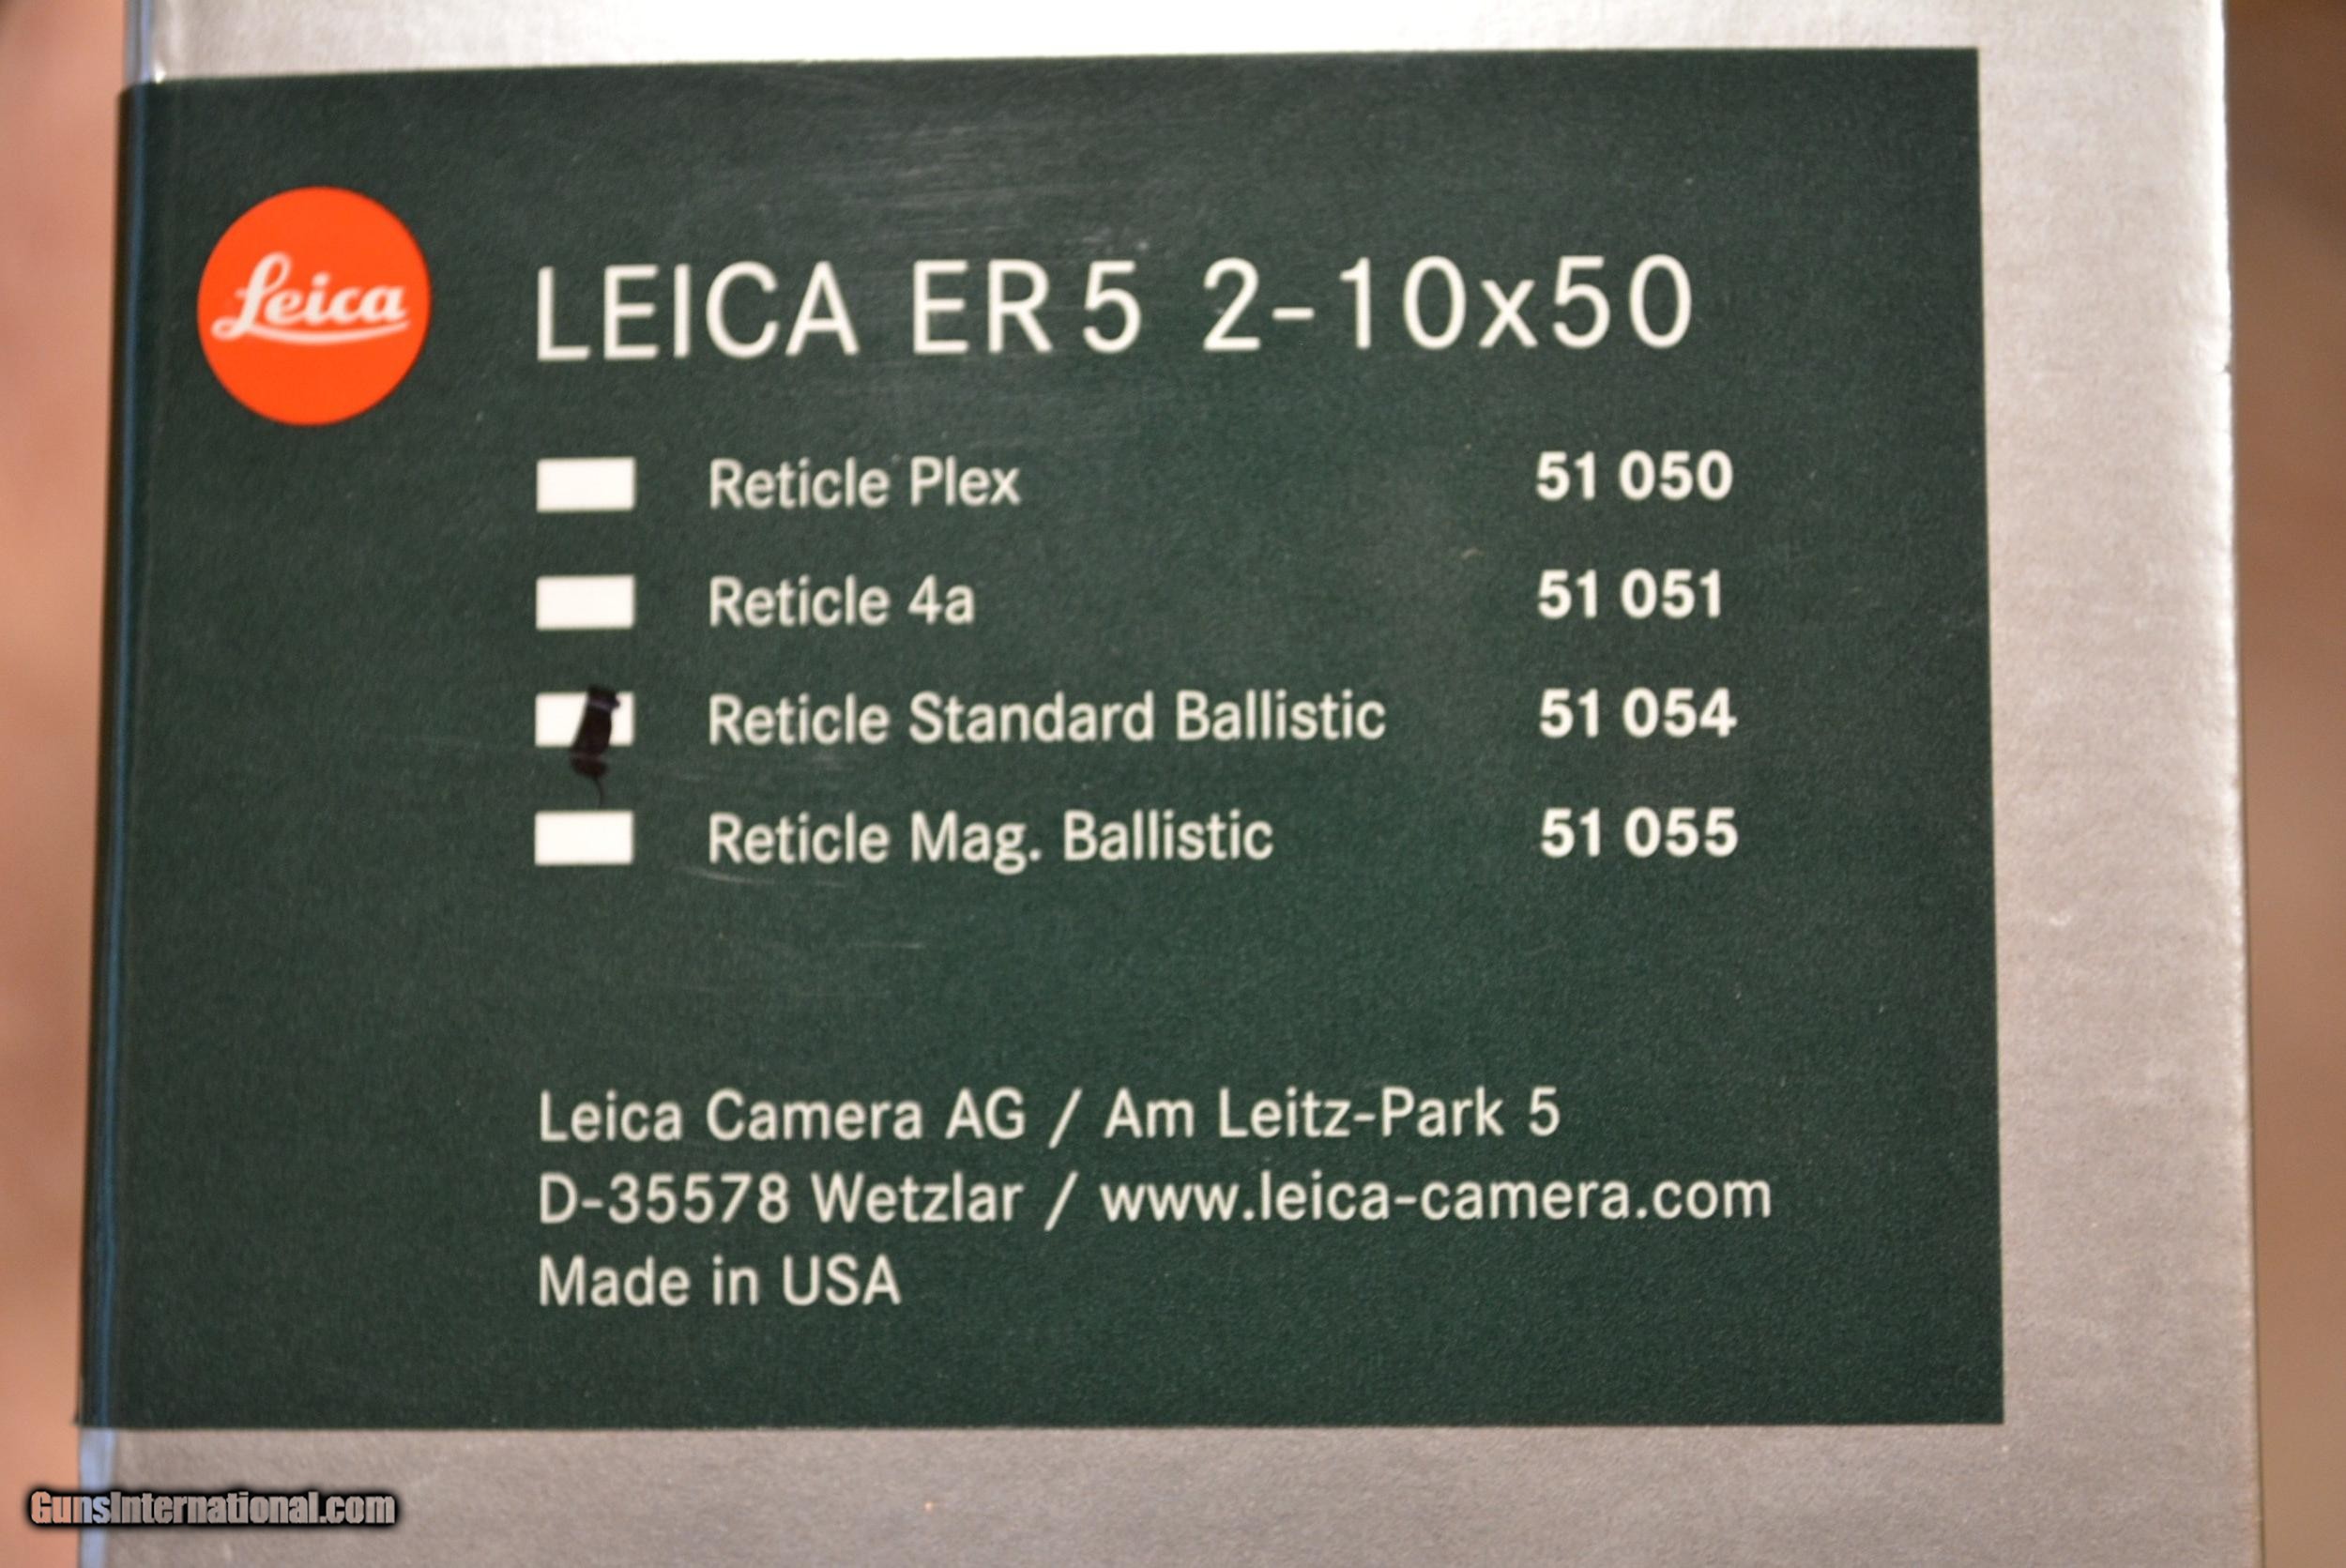 Leica
LEICA ER 5 2-10x50
Reticle Plex 51 050
Reticle 4a 51 051
Reticle Standard Ballistic 51 054
Reticle Mag. Ballistic 51 055
Leica Camera AG / Am Leitz-Park 5
D-35578 Wetzlar / www.leica-camera.com
Made in USA
GunsInternational.com